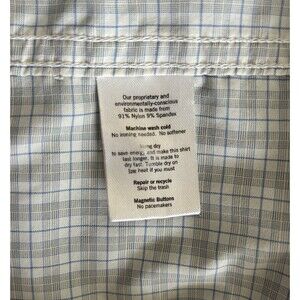 Our proprietary and
environmentally-conscious
fabric is made from
91% Nylon 9% Spandex
Machine wash cold
No ironing needed. No softener
Hang dry
to save energy and make this shirt
last longer. It is made to
dry fast. Tumble dry on
low heat if you must
Repair or recycle
Skip the trash
Magnetic Buttons
No pacemakers